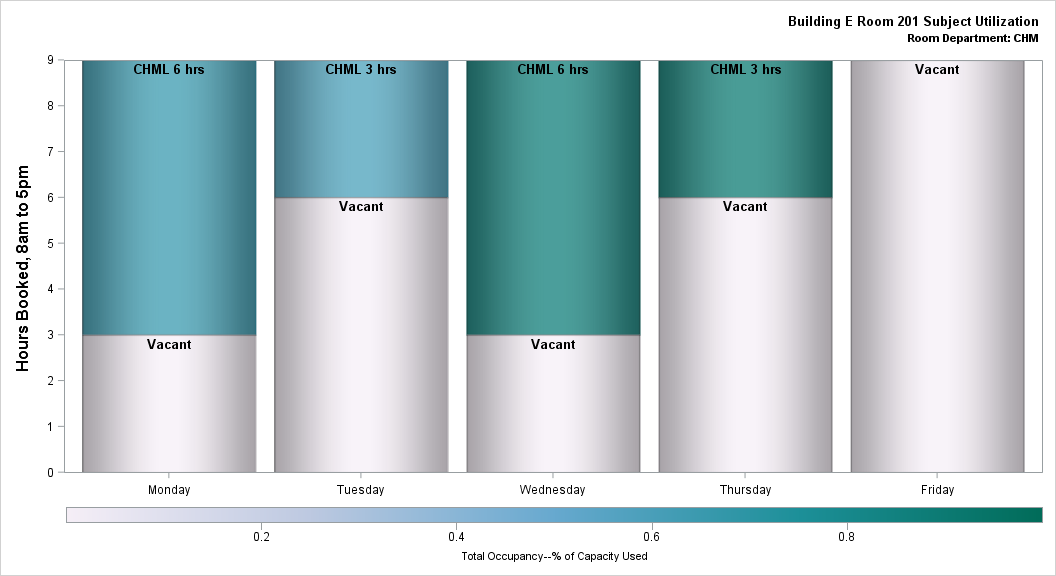 Building E Room 201 Subject Utilization
Room Department: CHM
Hours Booked, 8am to 5pm
9
8
7
6
5
4
3
2
1
0
CHML 6 hrs
CHML 3 hrs
CHML 6 hrs
CHML 3 hrs
Vacant
Vacant
Vacant
Vacant
Vacant
Monday
Tuesday
Wednesday
Thursday
Friday
0.2
0.4
0.6
0.8
Total Occupancy--% of Capacity Used